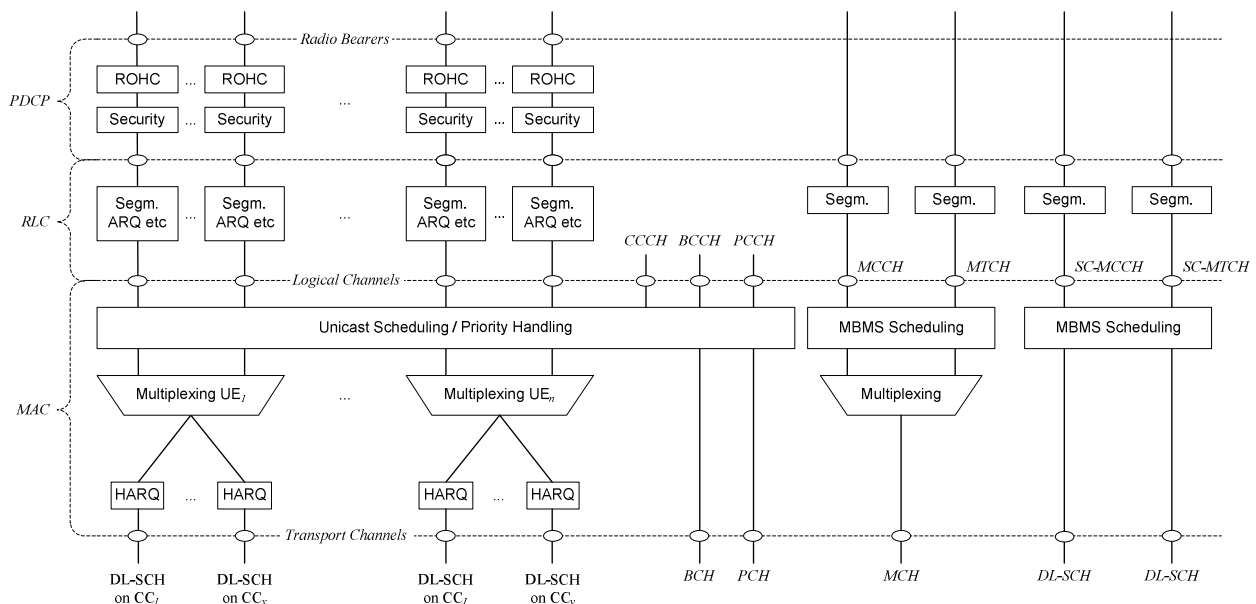 Radio Bearers
ROHC ... ROHC ROHC ... ROHC
PDCP ...
Security ... Security Security ... Security
Segm. Segm. Segm. Segm. Segm. Segm. Segm. Segm.
ARQ etc ... ARQ etc ... ARQ etc ... ARQ etc
RLC
CCCH BCCH PCCH
MCCH MTCH SC-MCCH SC-MTCH
Logical Channels
Unicast Scheduling / Priority Handling MBMS Scheduling MBMS Scheduling
Multiplexing UE1 ... Multiplexing UEn Multiplexing
MAC
HARQ ... HARQ HARQ ... HARQ
Transport Channels
DL-SCH DL-SCH DL-SCH DL-SCH BCH PCH MCH DL-SCH DL-SCH
on CC1 on CCx on CC1 on CCy